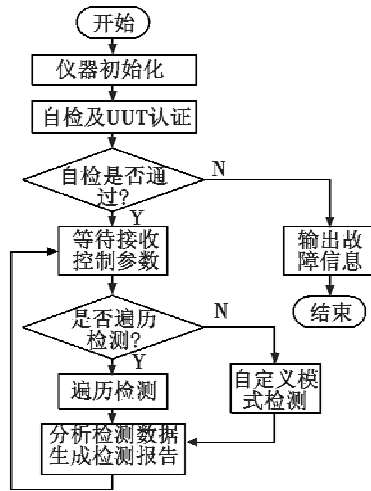 开始
仪器初始化
自检及UUT认证
自检是否通
过?
N
Y
等待接收
控制参数
输出故
障信息
结束
是否遍历
检测?
N
Y
遍历检测
自定义模
式检测
分析检测数据
生成检测报告